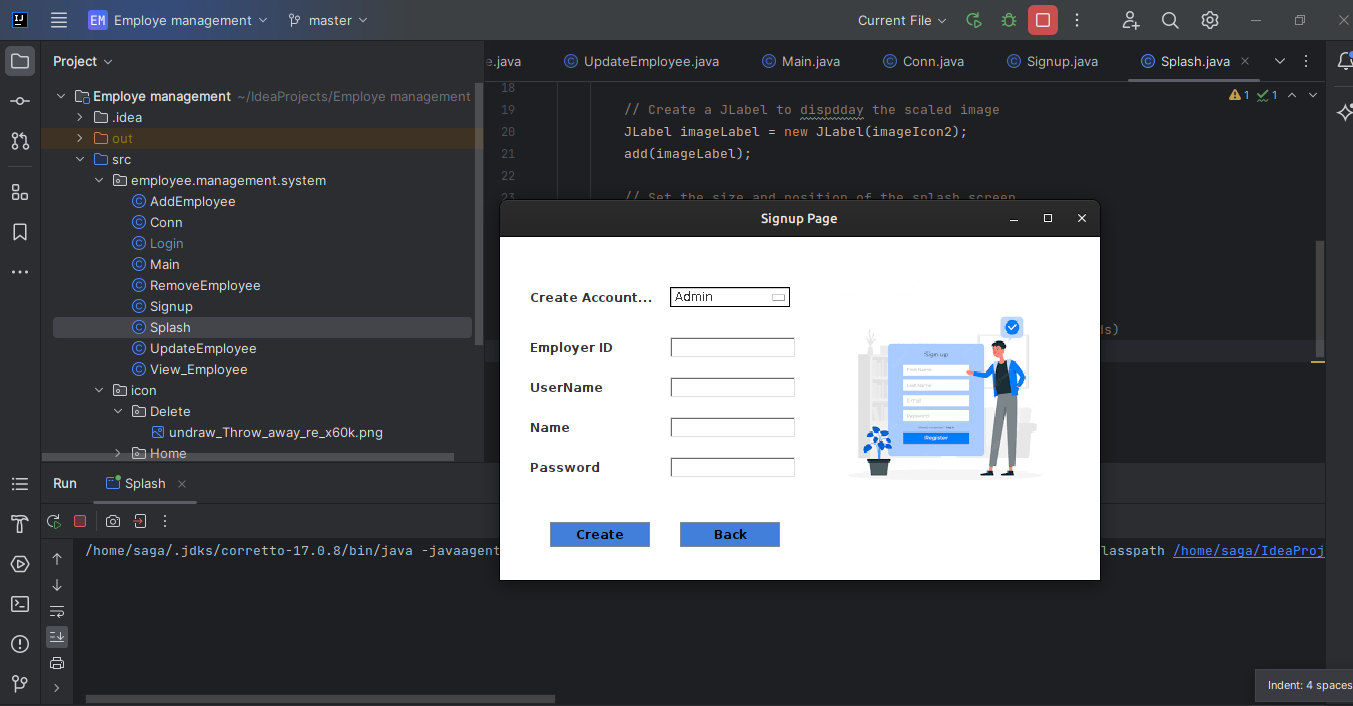 EM Employe management master Current File
Project
e.java UpdateEmployee.java Main.java Conn.java Signup.java Splash.java
Employe management ~/IdeaProjects/Employe management
.idea
out
src
employee.management.system
AddEmployee
Conn
Login
Main
RemoveEmployee
Signup
Splash
UpdateEmployee
View_Employee
icon
Delete
undraw_Throw_away_re_x60k.png
Home
18
19 // Create a JLabel to dispdday the scaled image
20 JLabel imageLabel = new JLabel(imageIcon2);
21 add(imageLabel);
22
23 // Set the size and position of the splash screen
1 1
ds)
Signup Page
Create Account... Admin
Employer ID
UserName
Name
Password
Create Back
Sign up
First Name
Last Name
E-mail
Password
Register
Run Splash
/home/saga/.jdks/corretto-17.0.8/bin/java -javaagent
lasspath /home/saga/IdeaProj
Indent: 4 spaces